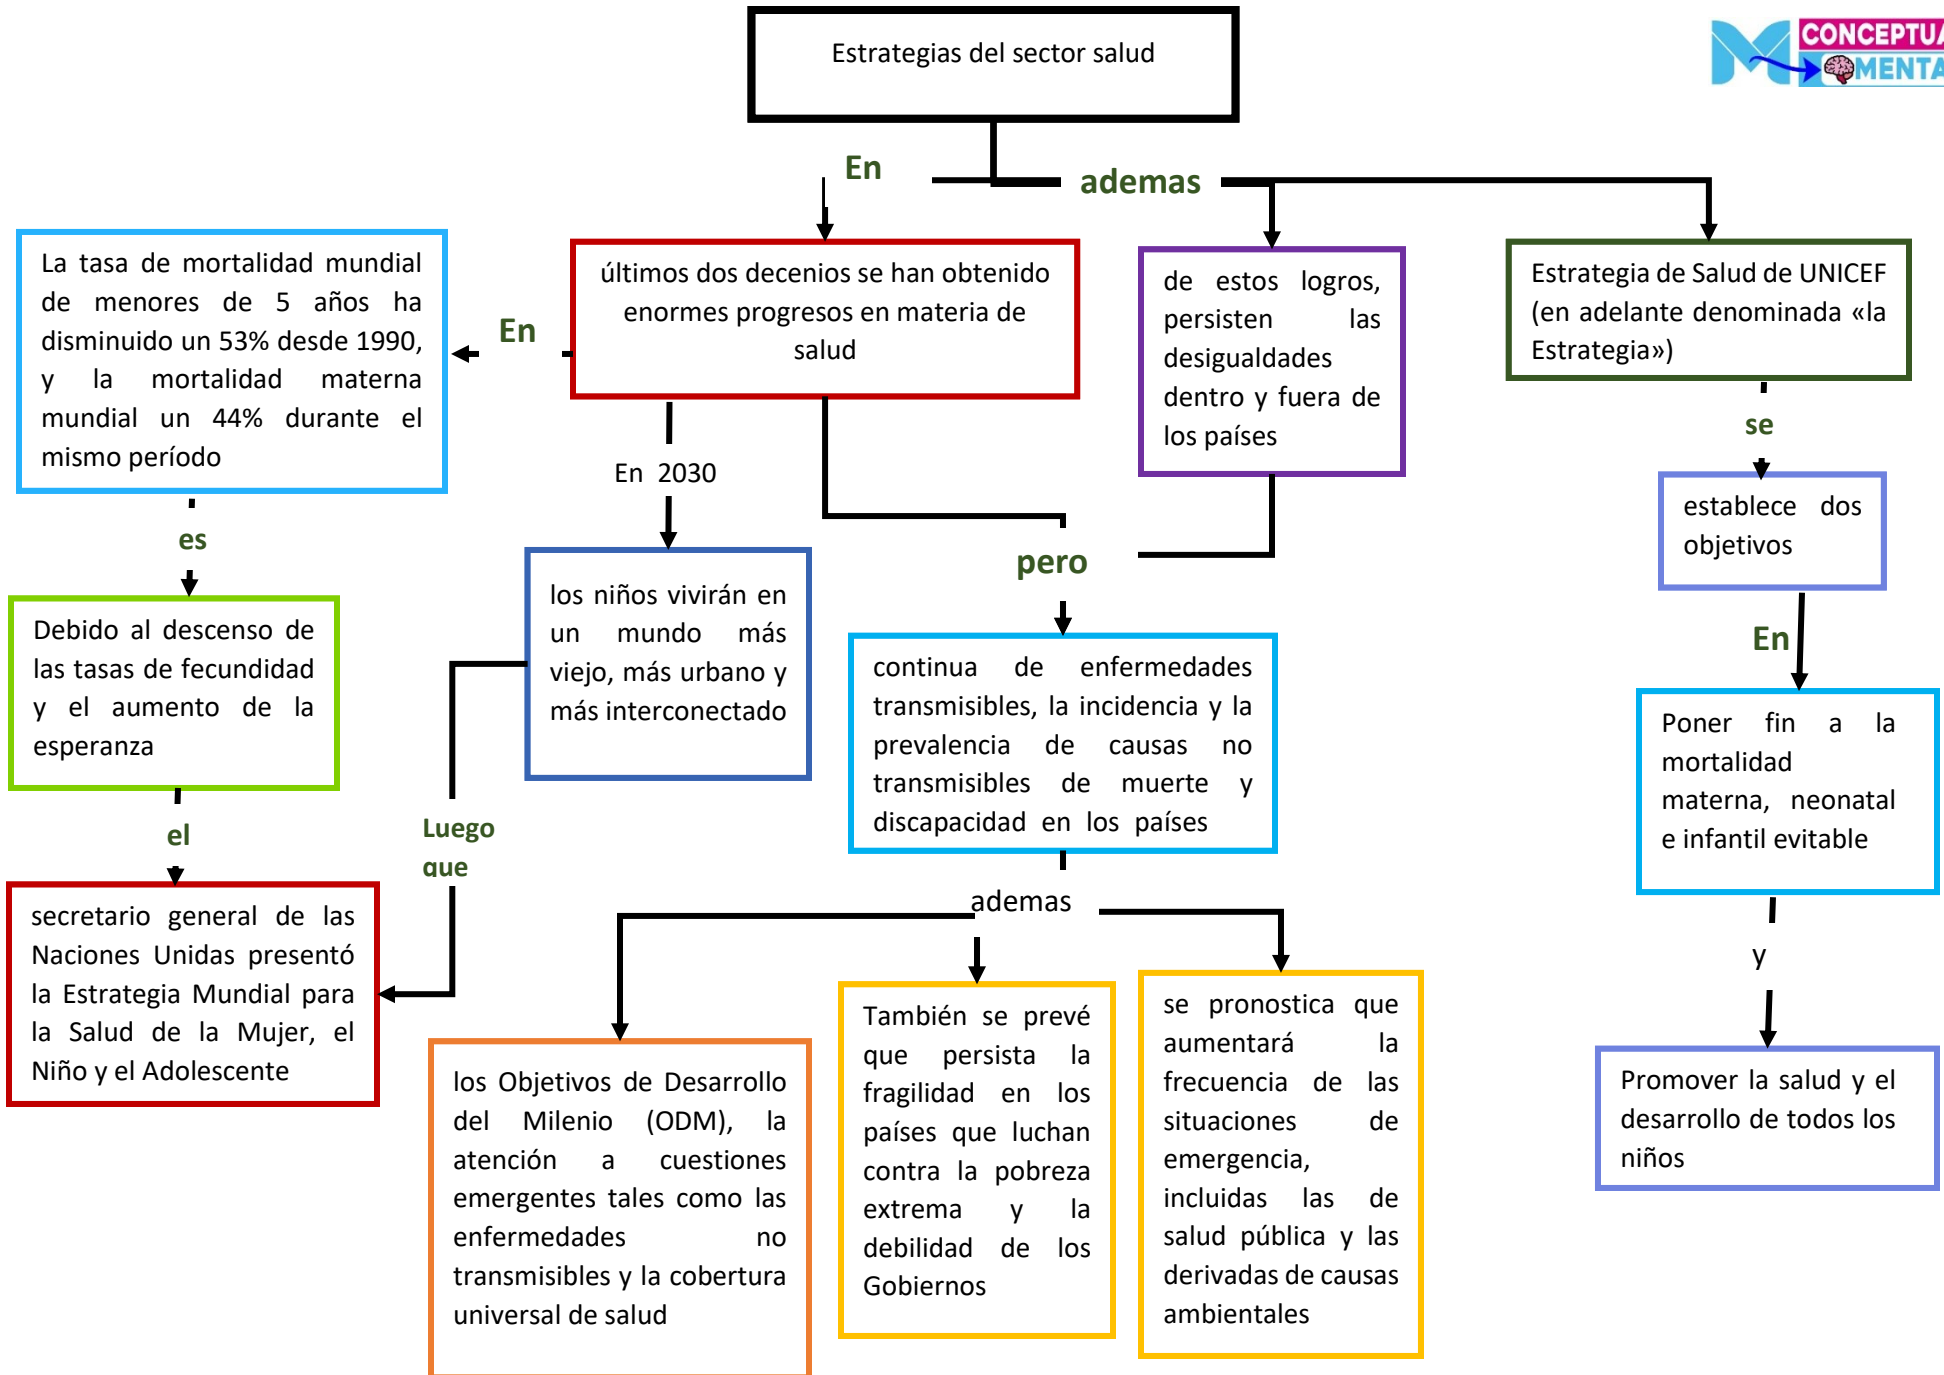 Estrategias del sector salud
CONCEPTUA
MENTA
En
ademas
La tasa de mortalidad mundial
de menores de 5 años ha
disminuido un 53% desde 1990,
y la mortalidad materna
mundial un 44% durante el
mismo período
En
últimos dos decenios se han obtenido
enormes progresos en materia de
salud
de estos logros,
persisten las
desigualdades
dentro y fuera de
los países
Estrategia de Salud de UNICEF
(en adelante denominada «la
Estrategia»)
se
En 2030
establece dos
objetivos
es
pero
los niños vivirán en
un mundo más
viejo, más urbano y
más interconectado
Debido al descenso de
las tasas de fecundidad
y el aumento de la
esperanza
En
continua de enfermedades
transmisibles, la incidencia y la
prevalencia de causas no
transmisibles de muerte y
discapacidad en los países
Poner fin a la
mortalidad
materna, neonatal
e infantil evitable
el
Luego
que
ademas
secretario general de las
Naciones Unidas presentó
la Estrategia Mundial para
la Salud de la Mujer, el
Niño y el Adolescente
y
los Objetivos de Desarrollo
del Milenio (ODM), la
atención a cuestiones
emergentes tales como las
enfermedades no
transmisibles y la cobertura
universal de salud
También se prevé
que persista la
fragilidad en los
países que luchan
contra la pobreza
extrema y la
debilidad de los
Gobiernos
se pronostica que
aumentará la
frecuencia de las
situaciones de
emergencia,
incluidas las de
salud pública y las
derivadas de causas
ambientales
Promover la salud y el
desarrollo de todos los
niños